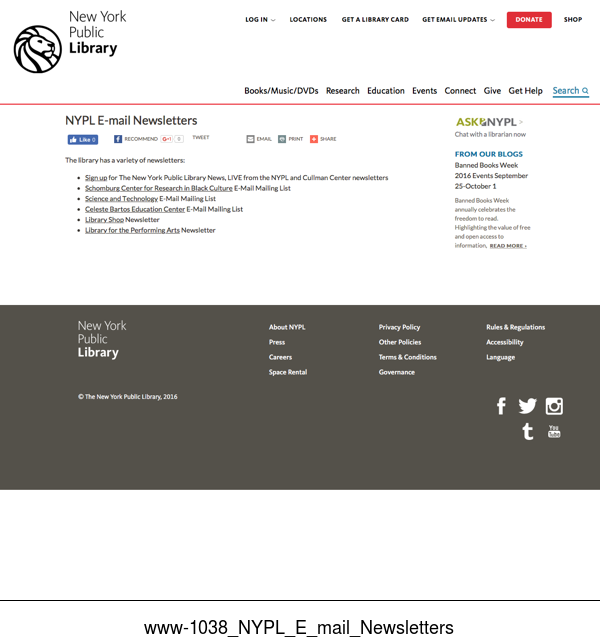 New York
Public
Library
LOG IN
LOCATIONS
GET A LIBRARY CARD
GET EMAIL UPDATES
DONATE
SHOP
Books/Music/DVDs Research Education Events Connect Give Get Help Search
NYPL E-mail Newsletters
Like 0
RECOMMEND
G+1 0
TWEET
EMAIL
PRINT
SHARE
The library has a variety of newsletters:
Sign up for The New York Public Library News, LIVE from the NYPL and Cullman Center newsletters
Schomburg Center for Research in Black Culture E-Mail Mailing List
Science and Technology E-Mail Mailing List
Celeste Bartos Education Center E-Mail Mailing List
Library Shop Newsletter
Library for the Performing Arts Newsletter
ASK NYPL >
Chat with a librarian now
FROM OUR BLOGS
Banned Books Week
2016 Events September
25-October 1
Banned Books Week
annually celebrates the
freedom to read.
Highlighting the value of free
and open access to
information. READ MORE ›
New York
Public
Library
About NYPL
Press
Careers
Space Rental
Privacy Policy
Other Policies
Terms & Conditions
Governance
Rules & Regulations
Accessibility
Language
© The New York Public Library, 2016
You
Tube
www-1038_NYPL_E_mail_Newsletters